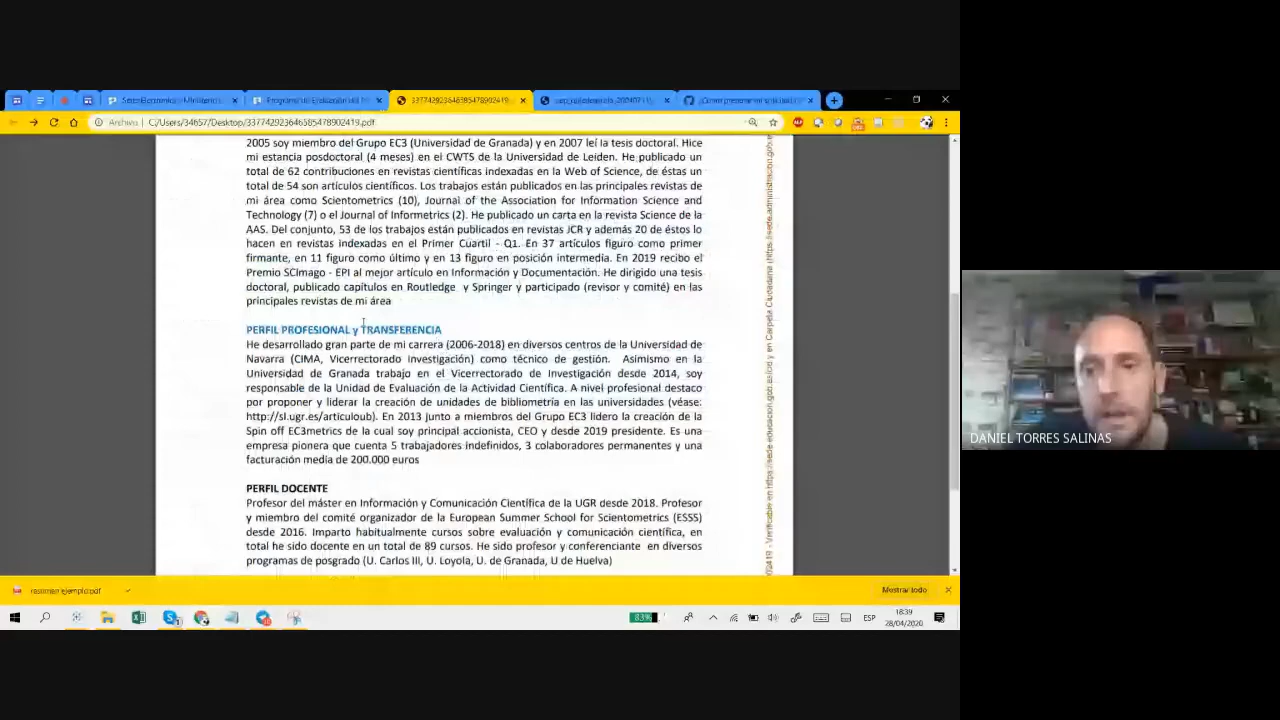 337742923646385478902419...
Archivo
C:/Users/34657/Desktop/337742923646385478902419.pdf
2005 soy miembro del Grupo EC3 (Universidad de Granada) y en 2007 leí la tesis doctoral. Hice
mi estancia posdoctoral (4 meses) en el CWTS de la Universidad de Leiden. He publicado un
total de 62 contribuciones en revistas científicas indexadas en la Web of Science, de éstas un
total de 54 son artículos científicos. Los trabajos están publicados en las principales revistas de
mi área como Scientometrics (10), Journal of the Association for Information Science and
Technology (7) o el Journal of Informetrics (2). He publicado un carta en la revista Science de la
AAS. Del conjunto, 53 de los trabajos están publicados en revistas JCR y además 20 de éstos lo
hacen en revistas indexadas en el Primer Cuartil - Q1. En 37 artículos figuro como primer
firmante, en 11 figuro como último y en 13 figuro en posición intermedia. En 2019 recibo el
Premio SCImago - EPI al mejor artículo en Información y Documentación. He dirigido una tesis
doctoral, publicado capítulos en Routledge y Springer y participado (revisor y comité) en las
principales revistas de mi área
PERFIL PROFESIONAL y TRANSFERENCIA
He desarrollado gran parte de mi carrera (2006-2018) en diversos centros de la Universidad de
Navarra (CIMA, Vicerrectorado Investigación) como técnico de gestión. Asimismo en la
Universidad de Granada trabajo en el Vicerrectorado de Investigación desde 2014, soy
responsable de la Unidad de Evaluación de la Actividad Científica. A nivel profesional destaco
por proponer y liderar la creación de unidades de bibliometría en las universidades (véase:
http://sl.ugr.es/articuloub). En 2013 junto a miembros del Grupo EC3 lidero la creación de la
Spin off EC3metrics de la cual soy principal accionista, CEO y desde 2019 presidente. Es una
empresa pionera que cuenta 5 trabajadores indefinidos, 3 colaboradores permanentes y una
facturación media de 200.000 euros
PERFIL DOCENTE
Profesor del máster en Información y Comunicación Científica de la UGR desde 2018. Profesor
y miembro del comité organizador de la European Summer School for Scientometrics (ESSS)
desde 2016. Imparto habitualmente cursos sobre evaluación y comunicación científica, en
total he sido docente en un total de 89 cursos. He sido profesor y conferenciante en diversos
programas de posgrado (U. Carlos III, U. Loyola, U. de Granada, U de Huelva)
DANIEL TORRES SALINAS
resumen ejemplo.pdf
Mostrar todo
83%
ESP
18:39
28/04/2020